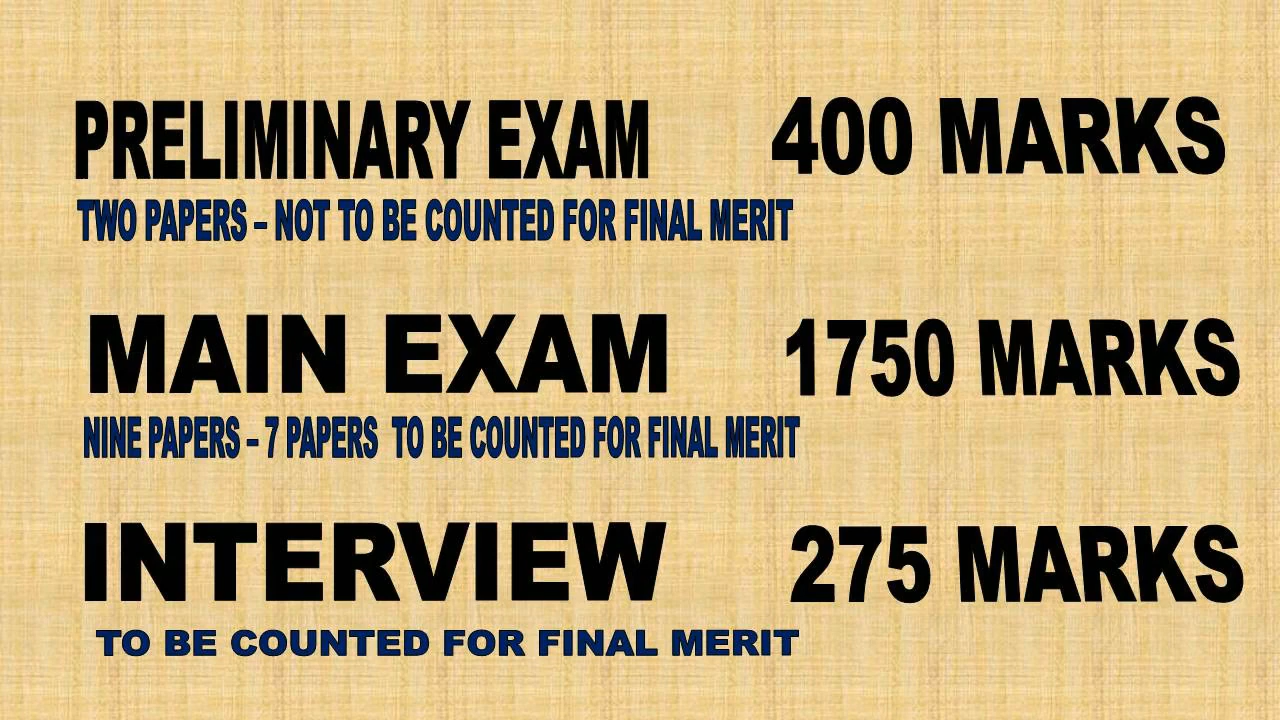 PRELIMINARY EXAM 400 MARKS
TWO PAPERS – NOT TO BE COUNTED FOR FINAL MERIT
MAIN EXAM 1750 MARKS
NINE PAPERS – 7 PAPERS TO BE COUNTED FOR FINAL MERIT
INTERVIEW 275 MARKS
TO BE COUNTED FOR FINAL MERIT